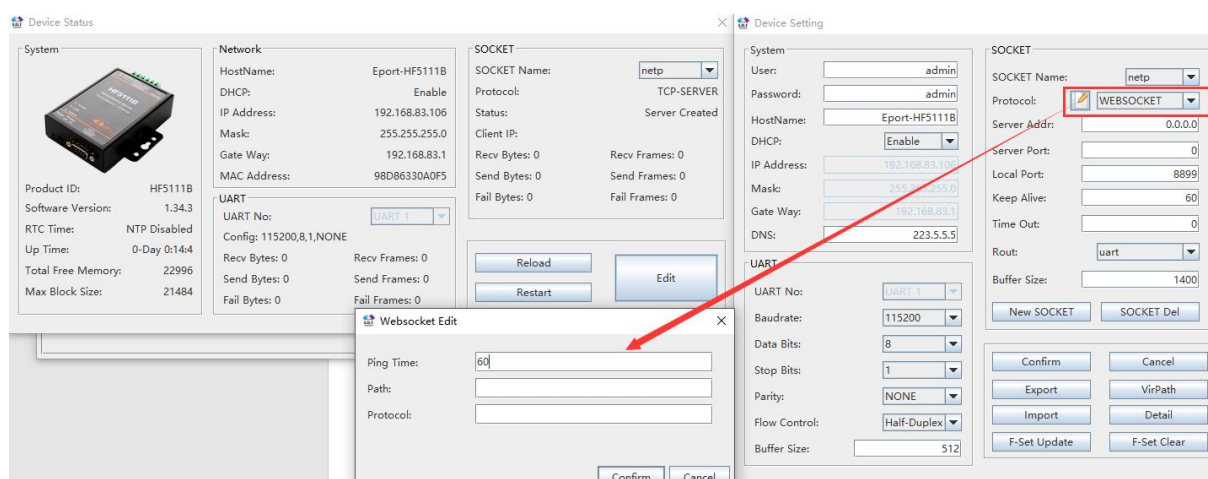 Device Status
System
HF5111B
Product ID: HF5111B
Software Version: 1.34.3
RTC Time: NTP Disabled
Up Time: 0-Day 0:14:4
Total Free Memory: 22996
Max Block Size: 21484
Network
HostName: Eport-HF5111B
DHCP: Enable
IP Address: 192.168.83.106
Mask: 255.255.255.0
Gate Way: 192.168.83.1
MAC Address: 98D86330A0F5
UART
UART No: UART 1
Config: 115200,8,1,NONE
Recv Bytes: 0 Recv Frames: 0
Send Bytes: 0 Send Frames: 0
Fail Bytes: 0 Fail Frames: 0
SOCKET
SOCKET Name: netp
Protocol: TCP-SERVER
Status: Server Created
Client IP:
Recv Bytes: 0 Recv Frames: 0
Send Bytes: 0 Send Frames: 0
Fail Bytes: 0 Fail Frames: 0
Reload
Restart
Edit
Websocket Edit
Ping Time: 60
Path:
Protocol:
Confirm Cancel
Device Setting
System
User: admin
Password: admin
HostName: Eport-HF5111B
DHCP: Enable
IP Address: 192.168.83.106
Mask: 255.255.255.0
Gate Way: 192.168.83.1
DNS: 223.5.5.5
UART
UART No: UART 1
Baudrate: 115200
Data Bits: 8
Stop Bits: 1
Parity: NONE
Flow Control: Half-Duplex
Buffer Size: 512
SOCKET
SOCKET Name: netp
Protocol: WEBSOCKET
Server Addr: 0.0.0.0
Server Port: 0
Local Port: 8899
Keep Alive: 60
Time Out: 0
Rout: uart
Buffer Size: 1400
New SOCKET SOCKET Del
Confirm Cancel
Export VirPath
Import Detail
F-Set Update F-Set Clear